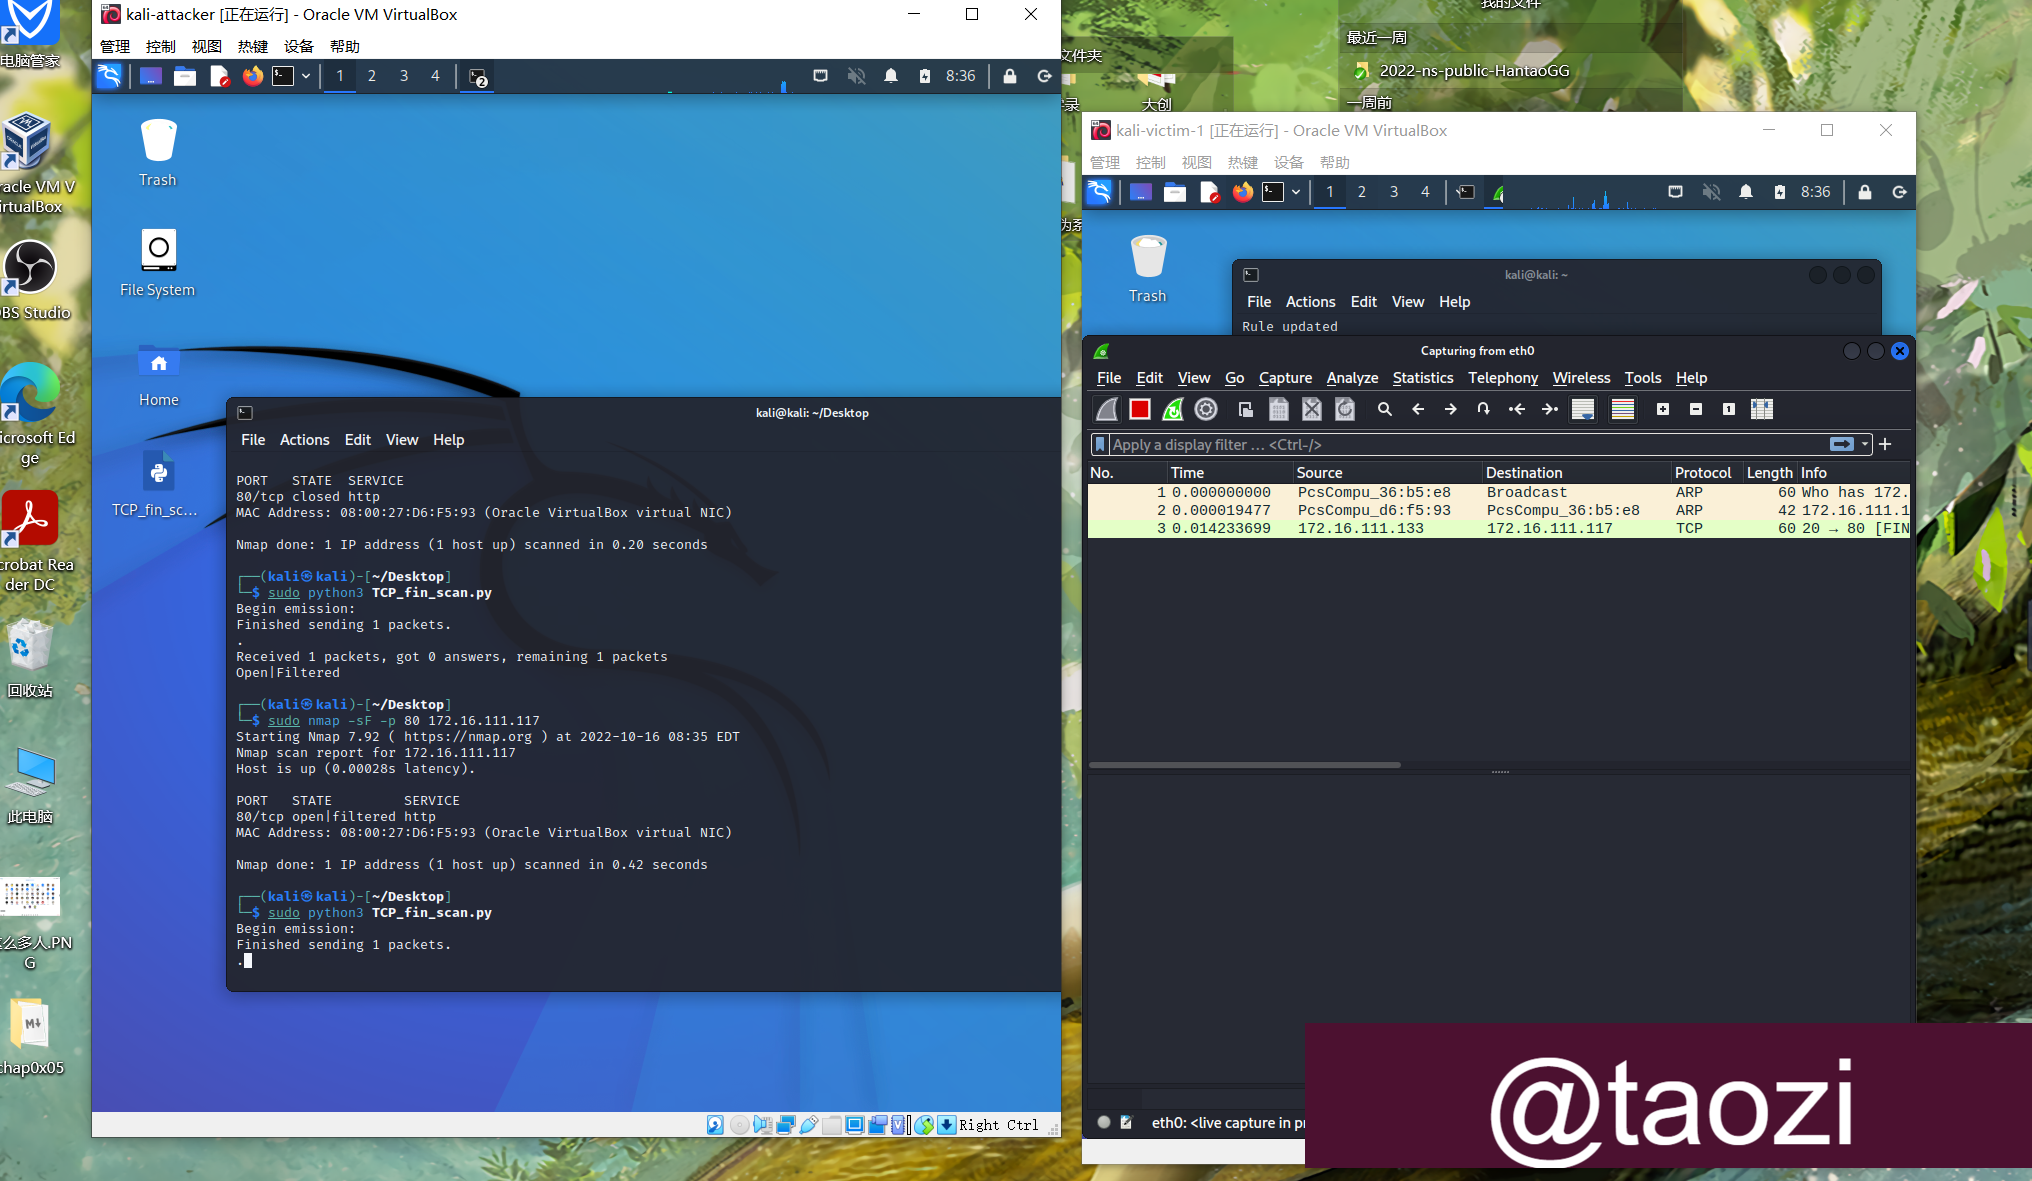 电脑管家
racle VM V
irtualBox
BS Studio
icrosoft Ed
ge
crobat Rea
der DC
回收站
此电脑
么多人.PN
G
chap0x05
kali-attacker [正在运行] - Oracle VM VirtualBox
管理 控制 视图 热键 设备 帮助
1 2 3 4 2 8:36
Trash
File System
Home
TCP_fin_sc...
kali@kali: ~/Desktop
File Actions Edit View Help
PORT   STATE  SERVICE
80/tcp closed http
MAC Address: 08:00:27:D6:F5:93 (Oracle VirtualBox virtual NIC)
Nmap done: 1 IP address (1 host up) scanned in 0.20 seconds
┌──(kali㉿kali)-[~/Desktop]
└─$ sudo python3 TCP_fin_scan.py
Begin emission:
Finished sending 1 packets.
.
Received 1 packets, got 0 answers, remaining 1 packets
Open|Filtered
┌──(kali㉿kali)-[~/Desktop]
└─$ sudo nmap -sF -p 80 172.16.111.117
Starting Nmap 7.92 ( https://nmap.org ) at 2022-10-16 08:35 EDT
Nmap scan report for 172.16.111.117
Host is up (0.00028s latency).
PORT   STATE         SERVICE
80/tcp open|filtered http
MAC Address: 08:00:27:D6:F5:93 (Oracle VirtualBox virtual NIC)
Nmap done: 1 IP address (1 host up) scanned in 0.42 seconds
┌──(kali㉿kali)-[~/Desktop]
└─$ sudo python3 TCP_fin_scan.py
Begin emission:
Finished sending 1 packets.
.
Right Ctrl
我的文件
最近一周
2022-ns-public-HantaoGG
一周前
文件夹
大创
kali-victim-1 [正在运行] - Oracle VM VirtualBox
管理 控制 视图 热键 设备 帮助
1 2 3 4 8:36
Trash
kali@kali: ~
File Actions Edit View Help
Rule updated
Capturing from eth0
File Edit View Go Capture Analyze Statistics Telephony Wireless Tools Help
Apply a display filter ... <Ctrl-/>
No. Time Source Destination Protocol Length Info
1 0.000000000 PcsCompu_36:b5:e8 Broadcast ARP 60 Who has 172.
2 0.000019477 PcsCompu_d6:f5:93 PcsCompu_36:b5:e8 ARP 42 172.16.111.1
3 0.014233699 172.16.111.133 172.16.111.117 TCP 60 20 → 80 [FIN
eth0: <live capture in pr
@taozi